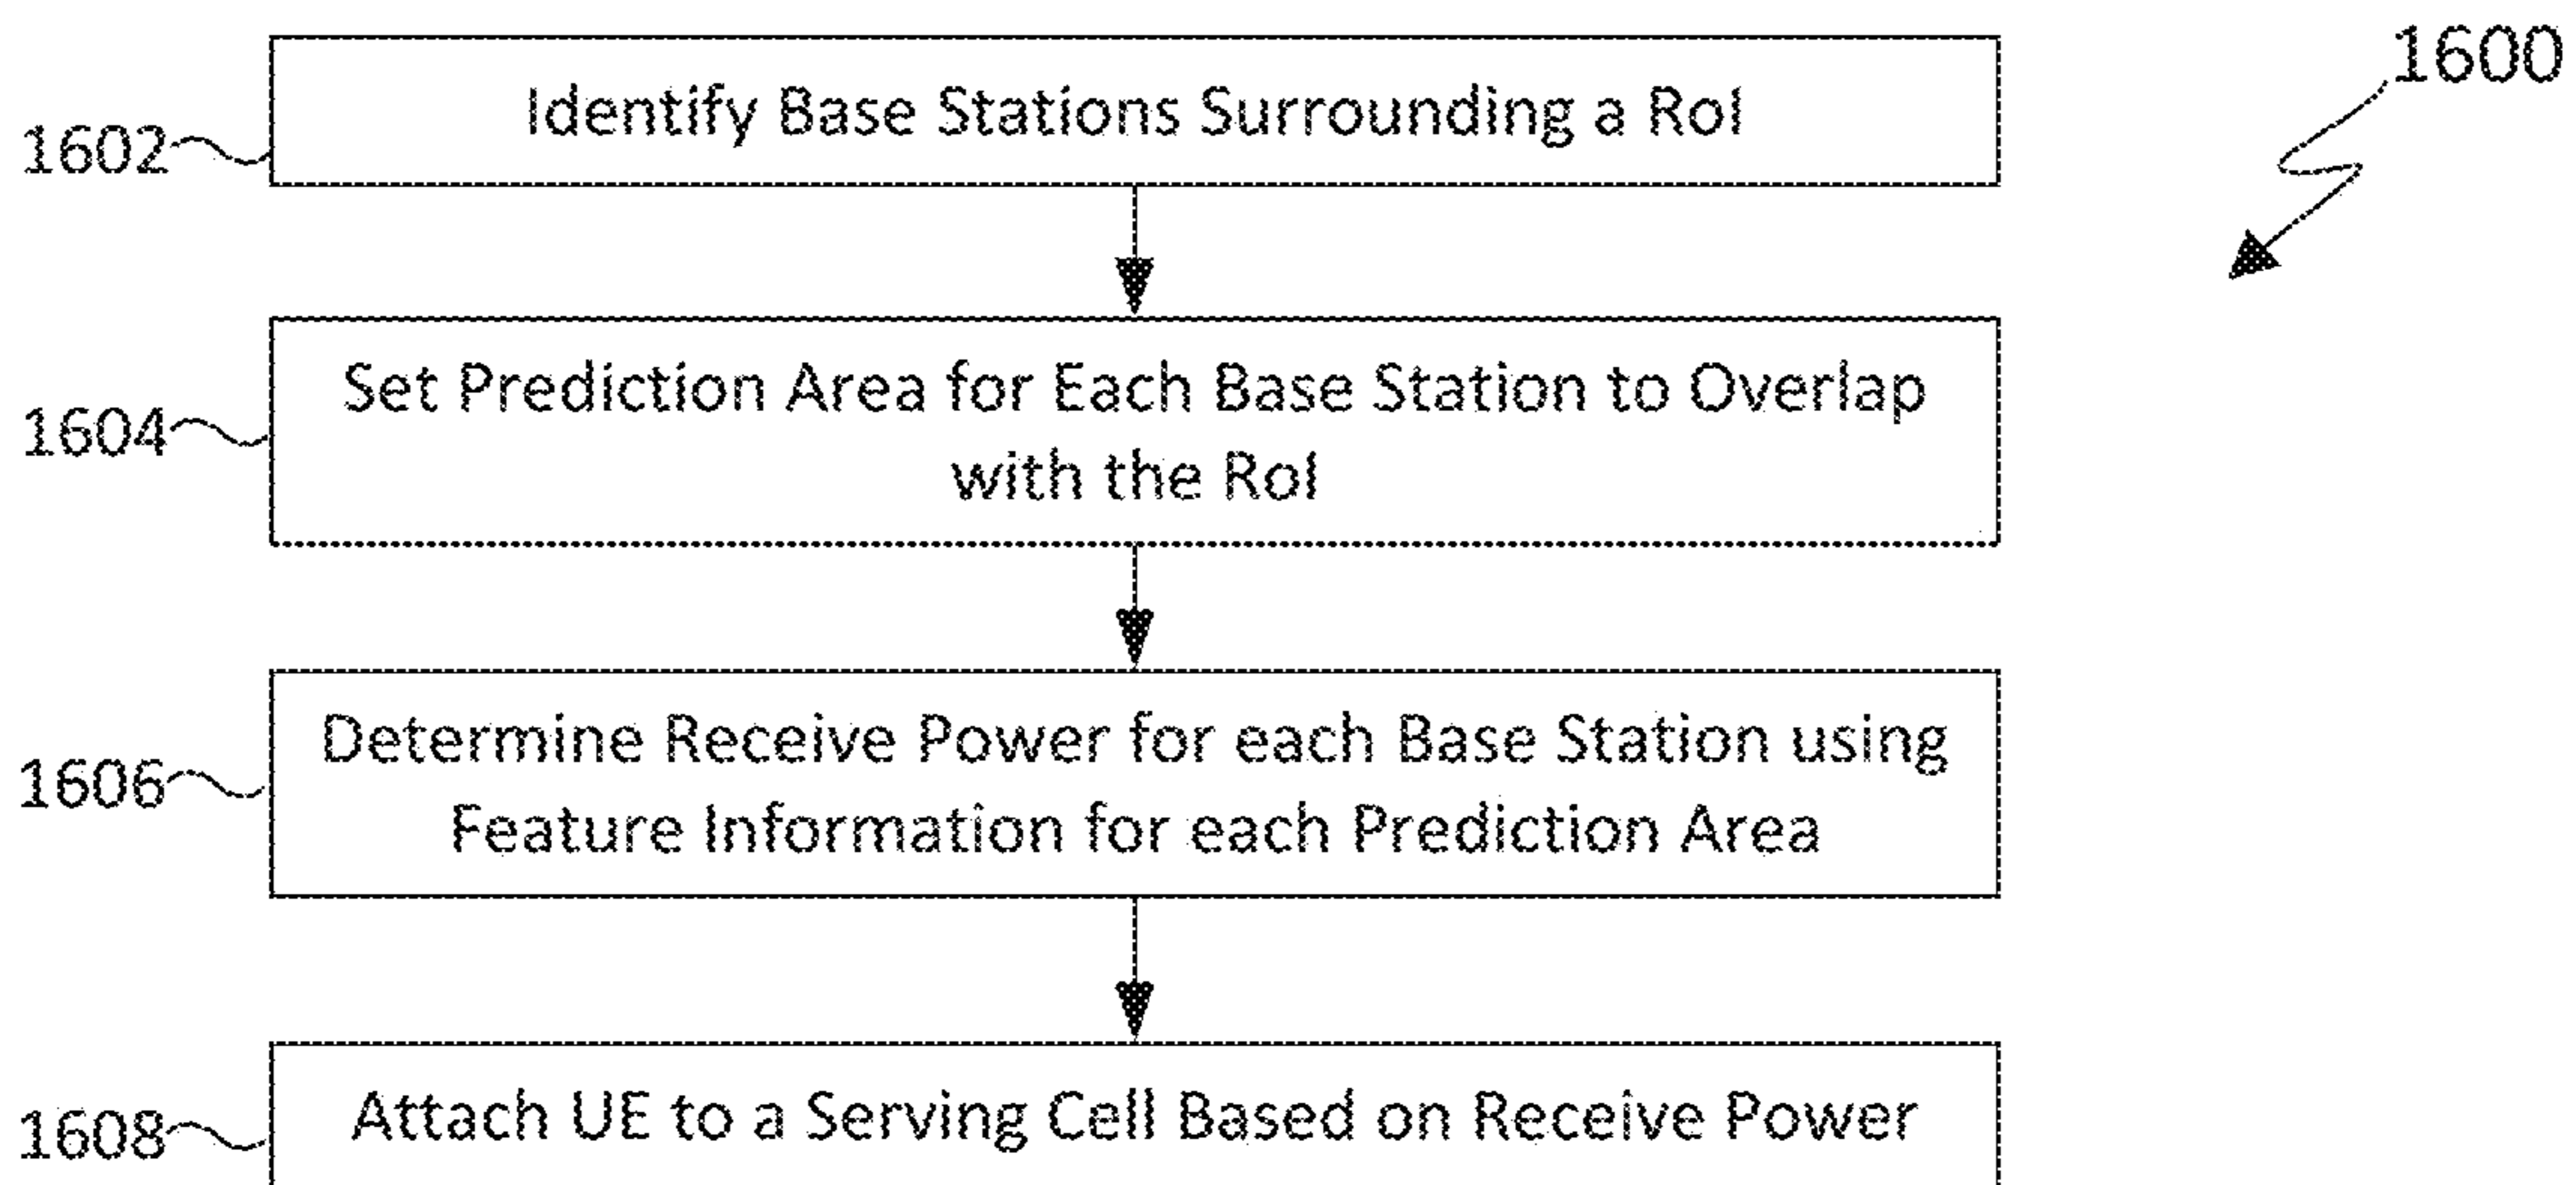 1600
1602
Identify Base Stations Surrounding a RoI
1604
Set Prediction Area for Each Base Station to Overlap
with the RoI
1606
Determine Receive Power for each Base Station using
Feature Information for each Prediction Area
1608
Attach UE to a Serving Cell Based on Receive Power